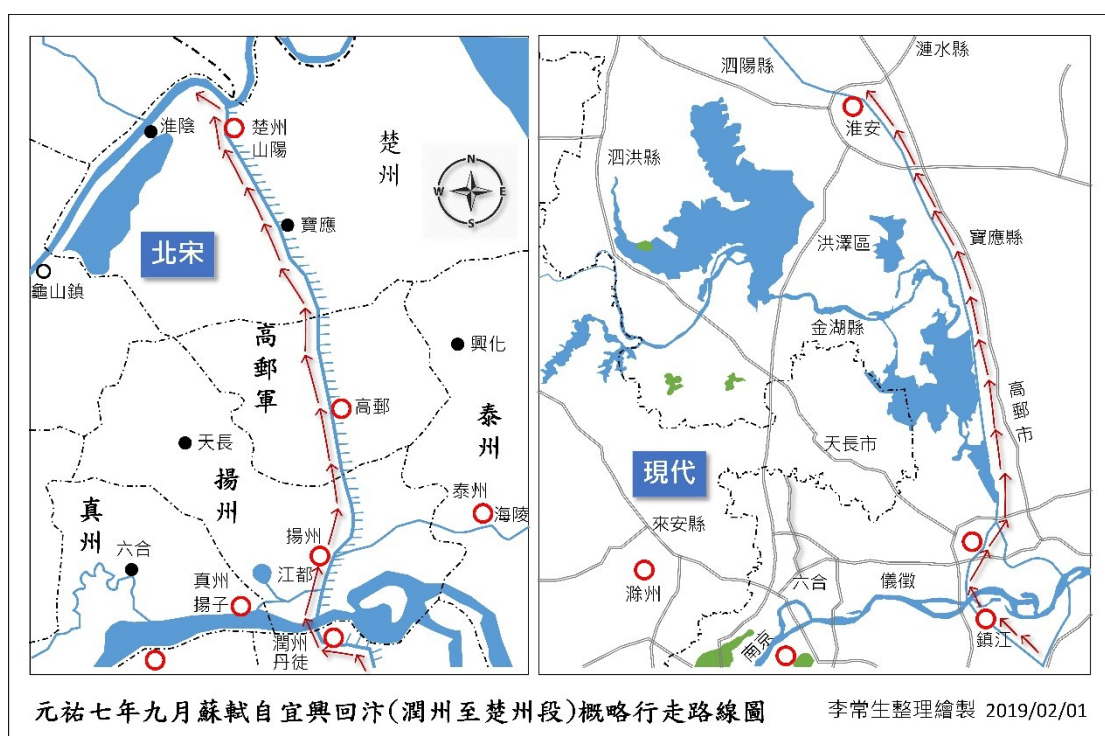 淮陰
楚州
山陽
楚州
N
W
E
S
寶應
北宋
龜山鎮
高郵軍
興化
高郵
天長
泰州
揚州
真州
泰州
海陵
六合
揚州
真州
江都
揚子
潤州
丹徒
漣水縣
泗陽縣
淮安
泗洪縣
洪澤區
寶應縣
金湖縣
高郵市
天長市
現代
來安縣
滁州
六合
儀徵
南京
鎮江
元祐七年九月蘇軾自宜興回汴(潤州至楚州段)概略行走路線圖
李常生整理繪製 2019/02/01